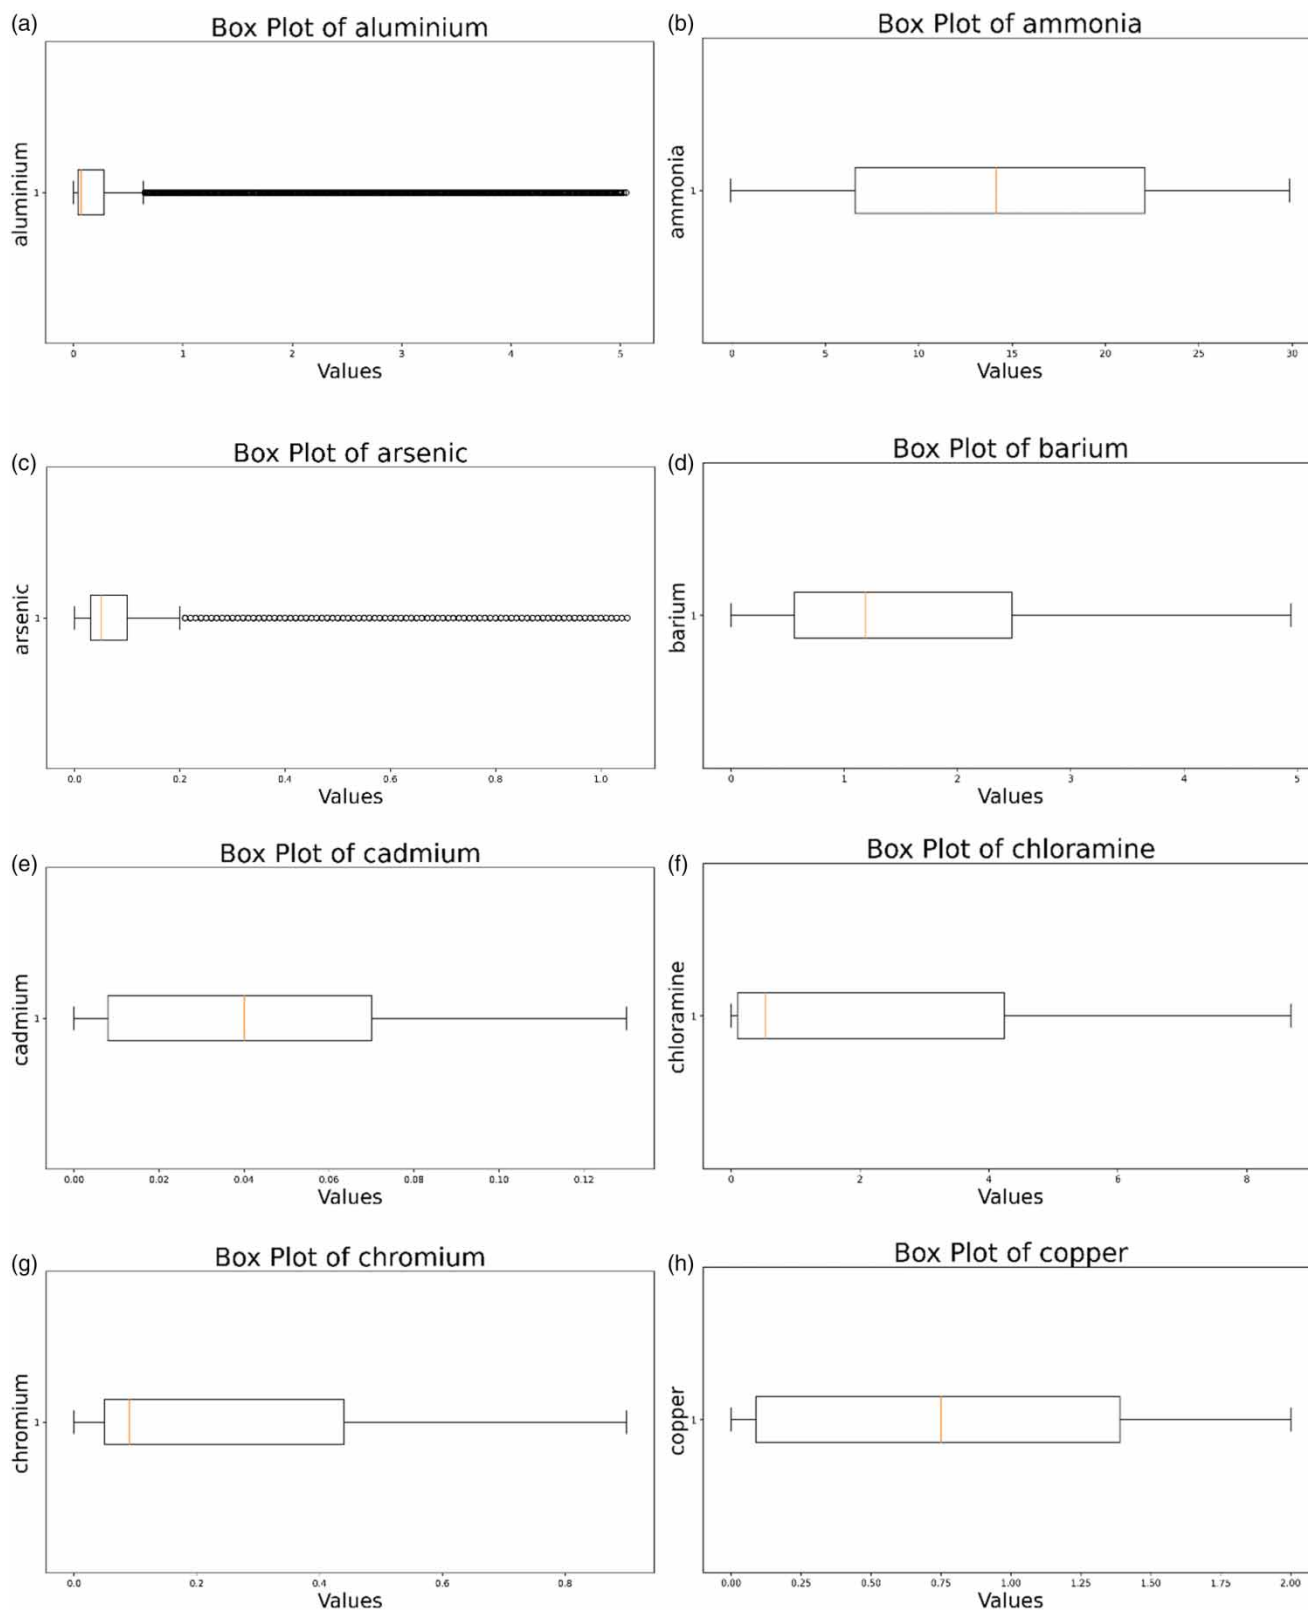 (a)
Box Plot of aluminium
aluminium
1
0 1 2 3 4 5
Values
(b)
Box Plot of ammonia
ammonia
1
0 5 10 15 20 25 30
Values
(c)
Box Plot of arsenic
arsenic
1
0.0 0.2 0.4 0.6 0.8 1.0
Values
(d)
Box Plot of barium
barium
1
0 1 2 3 4 5
Values
(e)
Box Plot of cadmium
cadmium
1
0.00 0.02 0.04 0.06 0.08 0.10 0.12
Values
(f)
Box Plot of chloramine
chloramine
1
0 2 4 6 8
Values
(g)
Box Plot of chromium
chromium
1
0.0 0.2 0.4 0.6 0.8
Values
(h)
Box Plot of copper
copper
1
0.00 0.25 0.50 0.75 1.00 1.25 1.50 1.75 2.00
Values